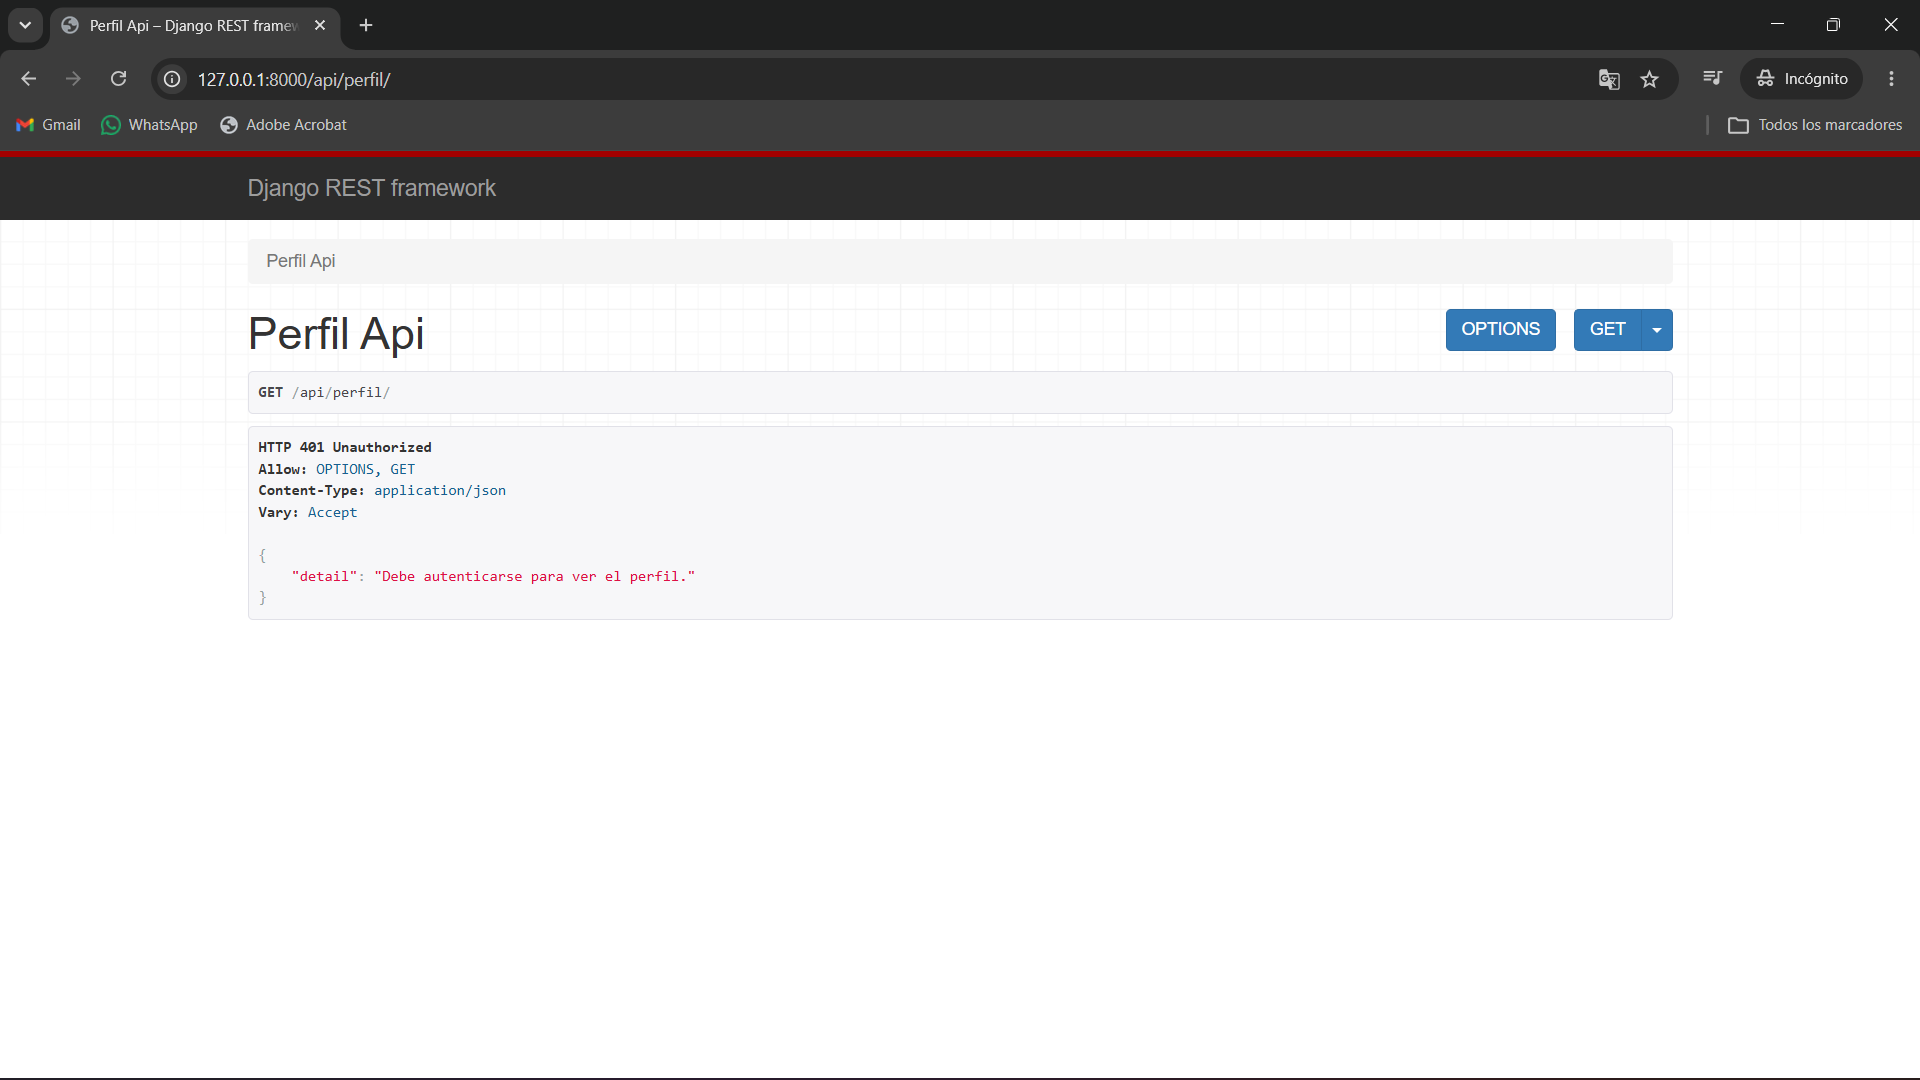 Perfil Api – Django REST framew
127.0.0.1:8000/api/perfil/
Incógnito
Gmail
WhatsApp
Adobe Acrobat
Todos los marcadores
Django REST framework
Perfil Api
Perfil Api
OPTIONS
GET
GET /api/perfil/
HTTP 401 Unauthorized
Allow: OPTIONS, GET
Content-Type: application/json
Vary: Accept
{
    "detail": "Debe autenticarse para ver el perfil."
}